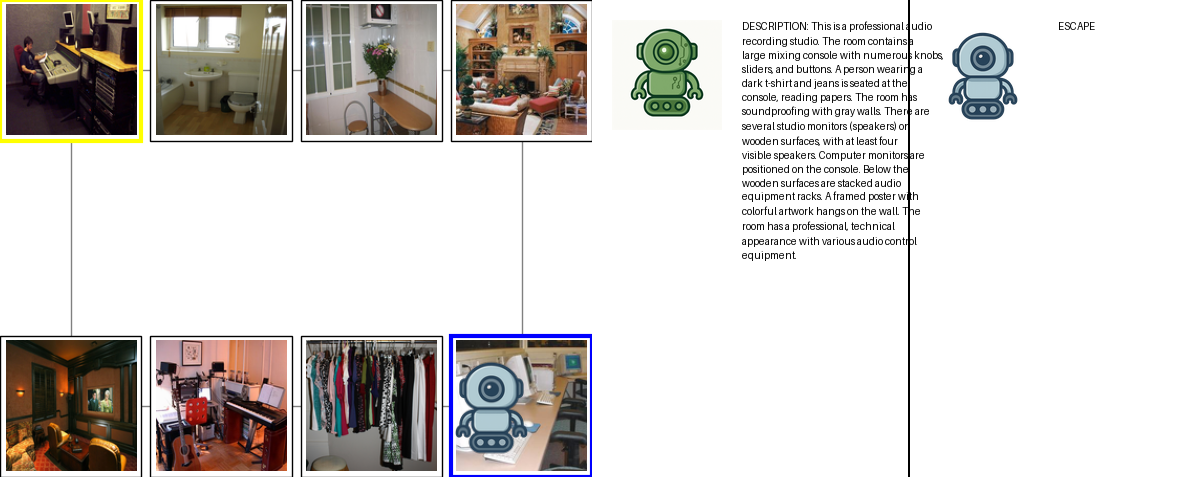 DESCRIPTION: This is a professional audio
recording studio. The room contains a
large mixing console with numerous knobs,
sliders, and buttons. A person wearing a
dark t-shirt and jeans is seated at the
console, reading papers. The room has
soundproofing with gray walls. There are
several studio monitors (speakers) on
wooden surfaces, with at least four
visible speakers. Computer monitors are
positioned on the console. Below the
wooden surfaces are stacked audio
equipment racks. A framed poster with
colorful artwork hangs on the wall. The
room has a professional, technical
appearance with various audio control
equipment.
ESCAPE